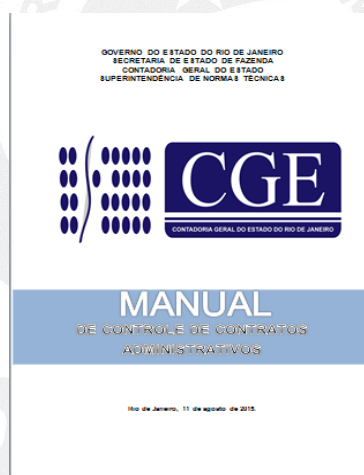 GOVERNO DO ESTADO DO RIO DE JANEIRO
SECRETARIA DE ESTADO DE FAZENDA
CONTADORIA GERAL DO ESTADO
SUPERINTENDÊNCIA DE NORMAS TÉCNICAS
CGE
CONTADORIA GERAL DO ESTADO DO RIO DE JANEIRO
MANUAL
DE CONTROLE DE CONTRATOS
ADMINISTRATIVOS
Rio de Janeiro, 11 de agosto de 2015.